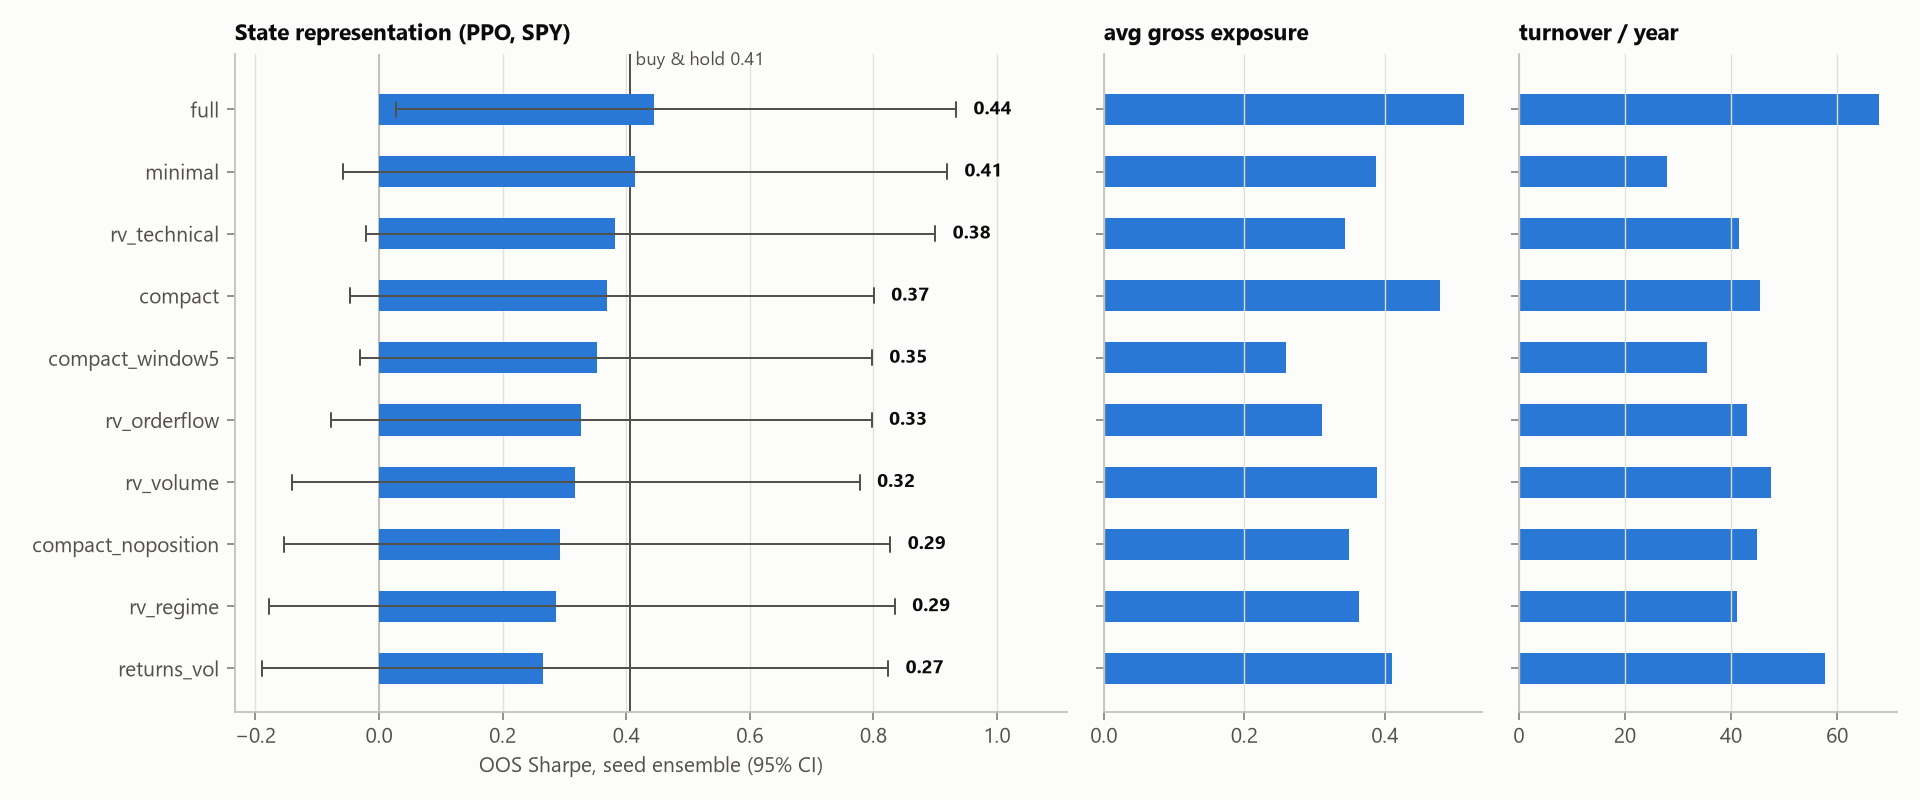 State representation (PPO, SPY)
buy & hold 0.41
full
0.44
minimal
0.41
rv_technical
0.38
compact
0.37
compact_window5
0.35
rv_orderflow
0.33
rv_volume
0.32
compact_noposition
0.29
rv_regime
0.29
returns_vol
0.27
−0.2 0.0 0.2 0.4 0.6 0.8 1.0
OOS Sharpe, seed ensemble (95% CI)
avg gross exposure
0.0 0.2 0.4
turnover / year
0 20 40 60